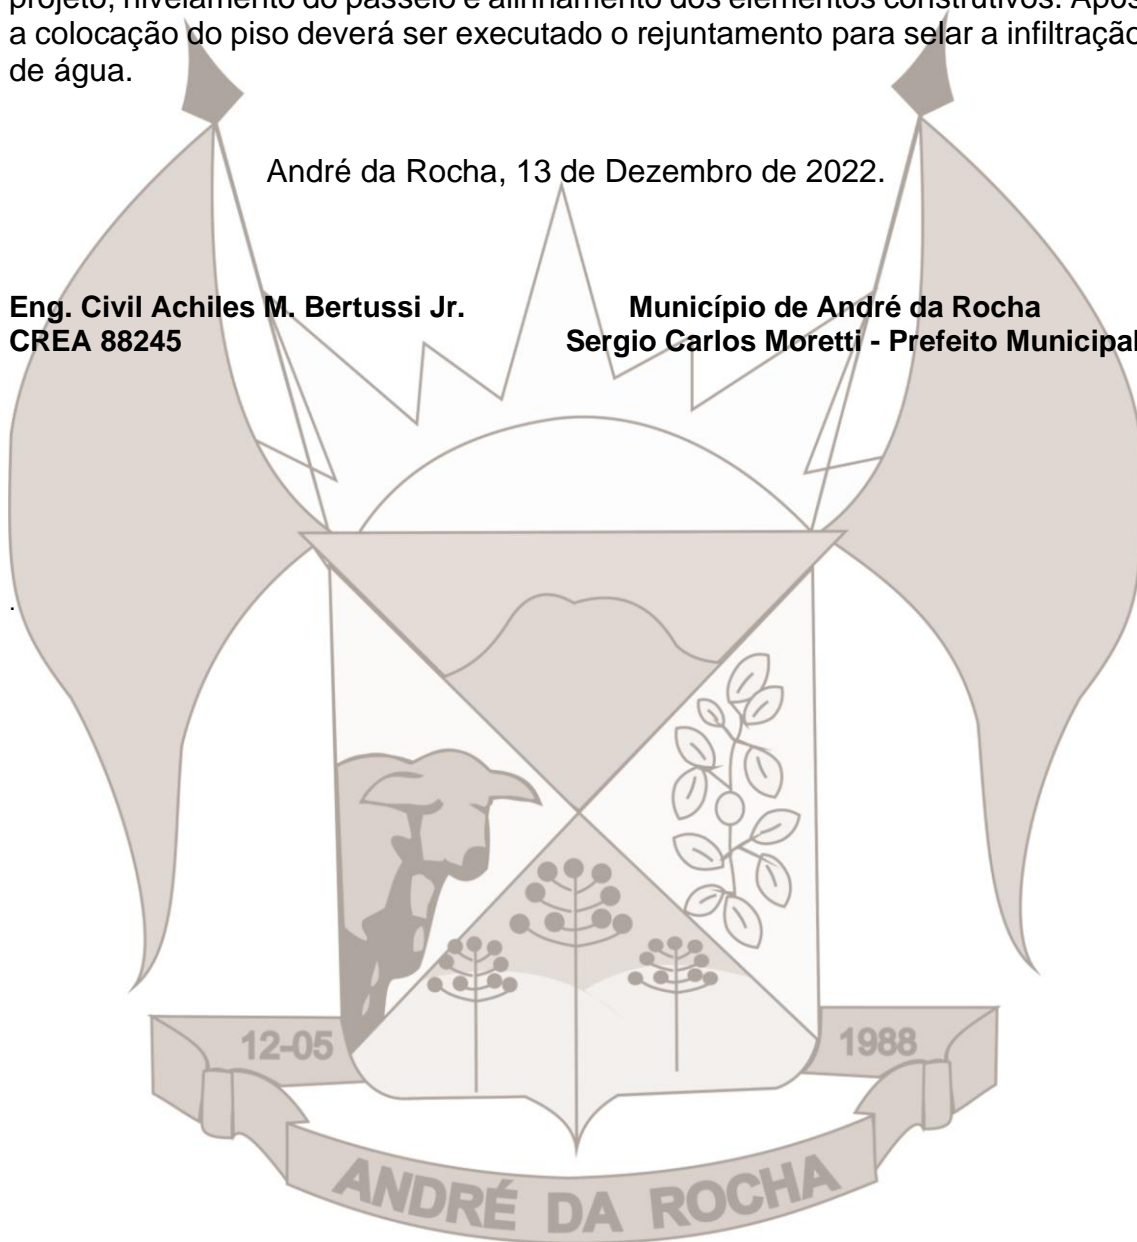 projeto, nivelamento do passeio e alinhamento dos elementos construtivos. Após
a colocação do piso deverá ser executado o rejuntamento para selar a infiltração
de água.
André da Rocha, 13 de Dezembro de 2022.
Eng. Civil Achiles M. Bertussi Jr. Município de André da Rocha
CREA 88245 Sergio Carlos Moretti - Prefeito Municipal
.
12-05 1988
ANDRÉ DA ROCHA